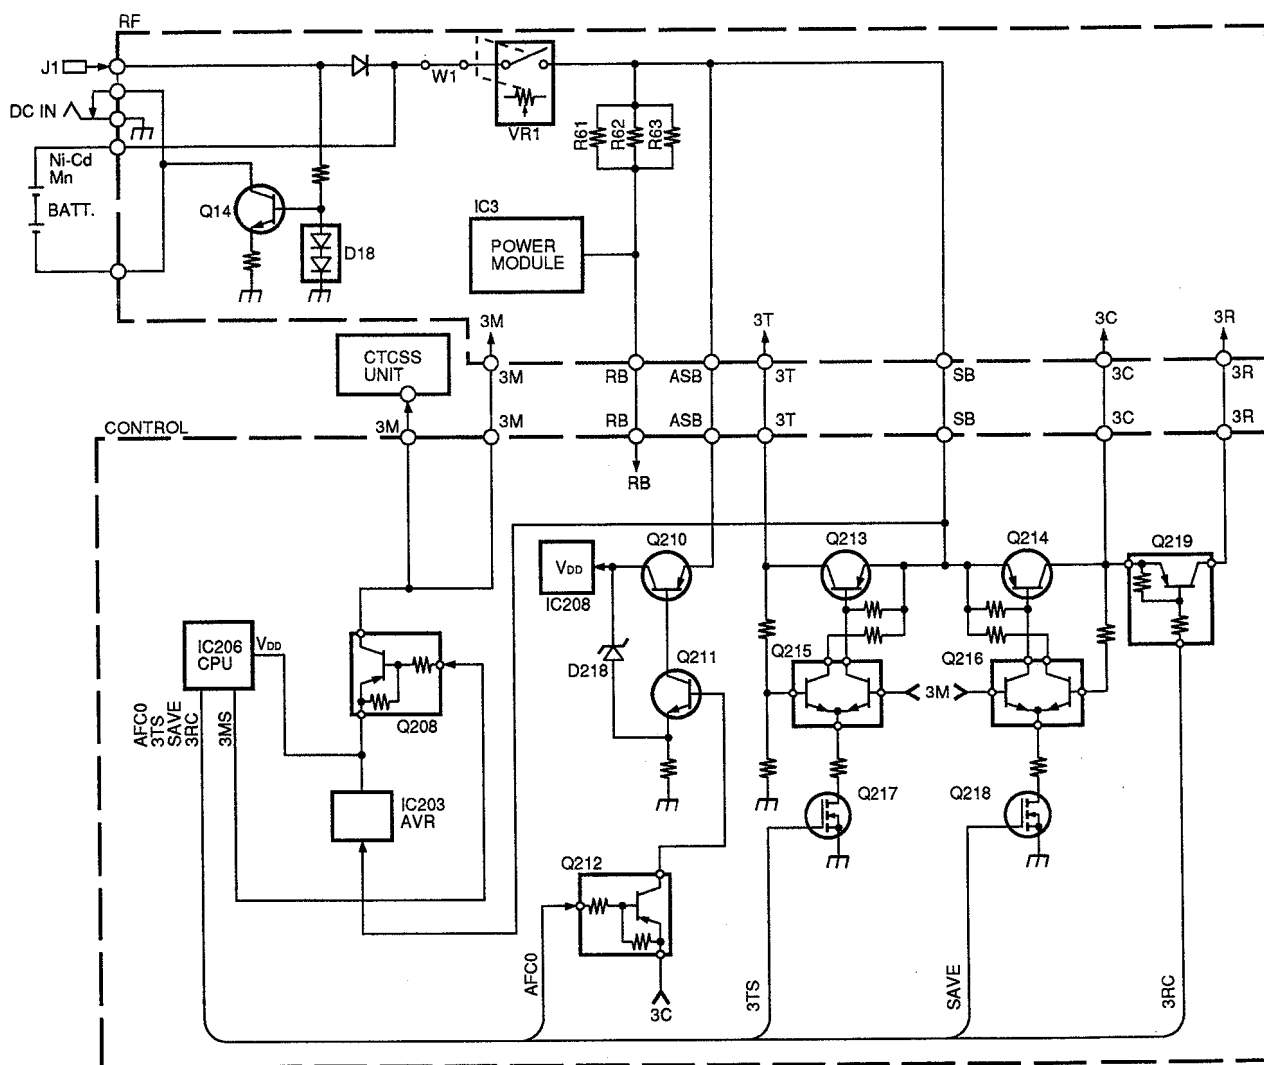 RF
J1
W1
DC IN
VR1
R61
R62
R63
Ni-Cd
Mn
BATT.
Q14
D18
IC3
POWER
MODULE
3M
3T
3C
3R
CTCSS
UNIT
3M
RB
ASB
3T
SB
3C
3R
CONTROL
3M
3M
RB
ASB
3T
SB
3C
3R
RB
Q210
Q213
Q214
Q219
VDD
IC208
IC206
CPU
VDD
D218
Q211
Q215
Q216
3M
Q208
AFC0
3TS
SAVE
3RC
3MS
IC203
AVR
Q217
Q218
Q212
AFC0
3TS
SAVE
3RC
3C